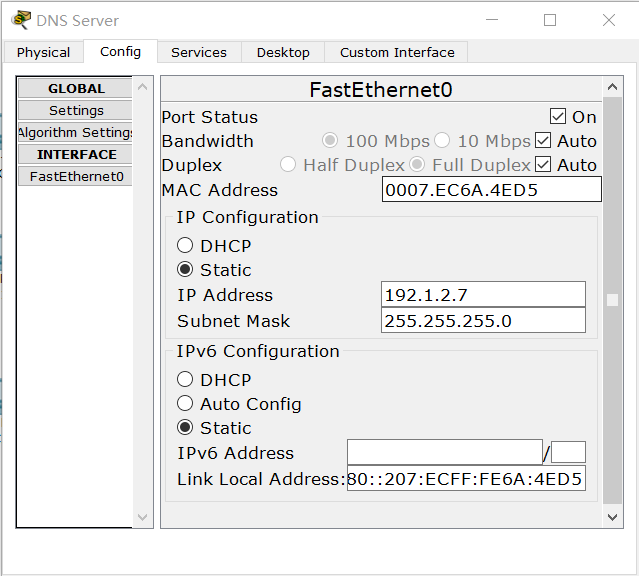 DNS Server
Physical Config Services Desktop Custom Interface
GLOBAL
Settings
Algorithm Settings
INTERFACE
FastEthernet0
FastEthernet0
Port Status On
Bandwidth 100 Mbps 10 Mbps Auto
Duplex Half Duplex Full Duplex Auto
MAC Address 0007.EC6A.4ED5
IP Configuration
DHCP
Static
IP Address 192.1.2.7
Subnet Mask 255.255.255.0
IPv6 Configuration
DHCP
Auto Config
Static
IPv6 Address /
Link Local Address: 80::207:ECFF:FE6A:4ED5